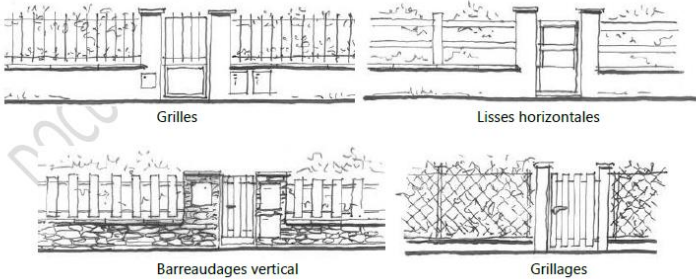 Grilles
Lisses horizontales
Barreaudages vertical
Grillages